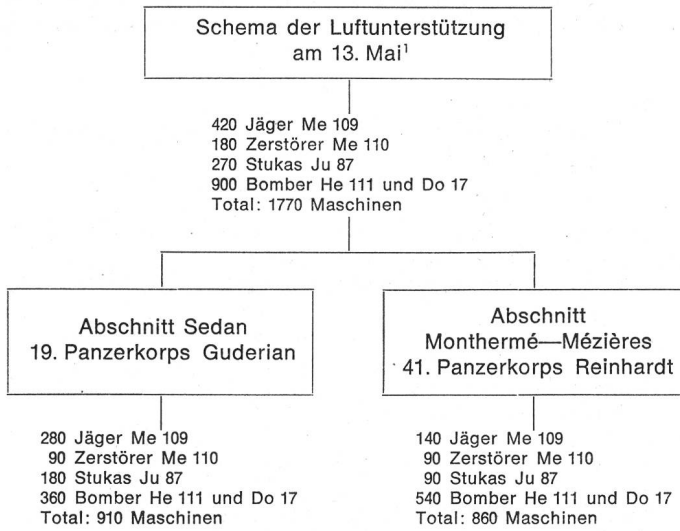 Schema der Luftunterstützung
am 13. Mai¹
420 Jäger Me 109
180 Zerstörer Me 110
270 Stukas Ju 87
900 Bomber He 111 und Do 17
Total: 1770 Maschinen
Abschnitt Sedan
19. Panzerkorps Guderian
Abschnitt
Monthermé—Mézières
41. Panzerkorps Reinhardt
280 Jäger Me 109
90 Zerstörer Me 110
180 Stukas Ju 87
360 Bomber He 111 und Do 17
Total: 910 Maschinen
140 Jäger Me 109
90 Zerstörer Me 110
90 Stukas Ju 87
540 Bomber He 111 und Do 17
Total: 860 Maschinen